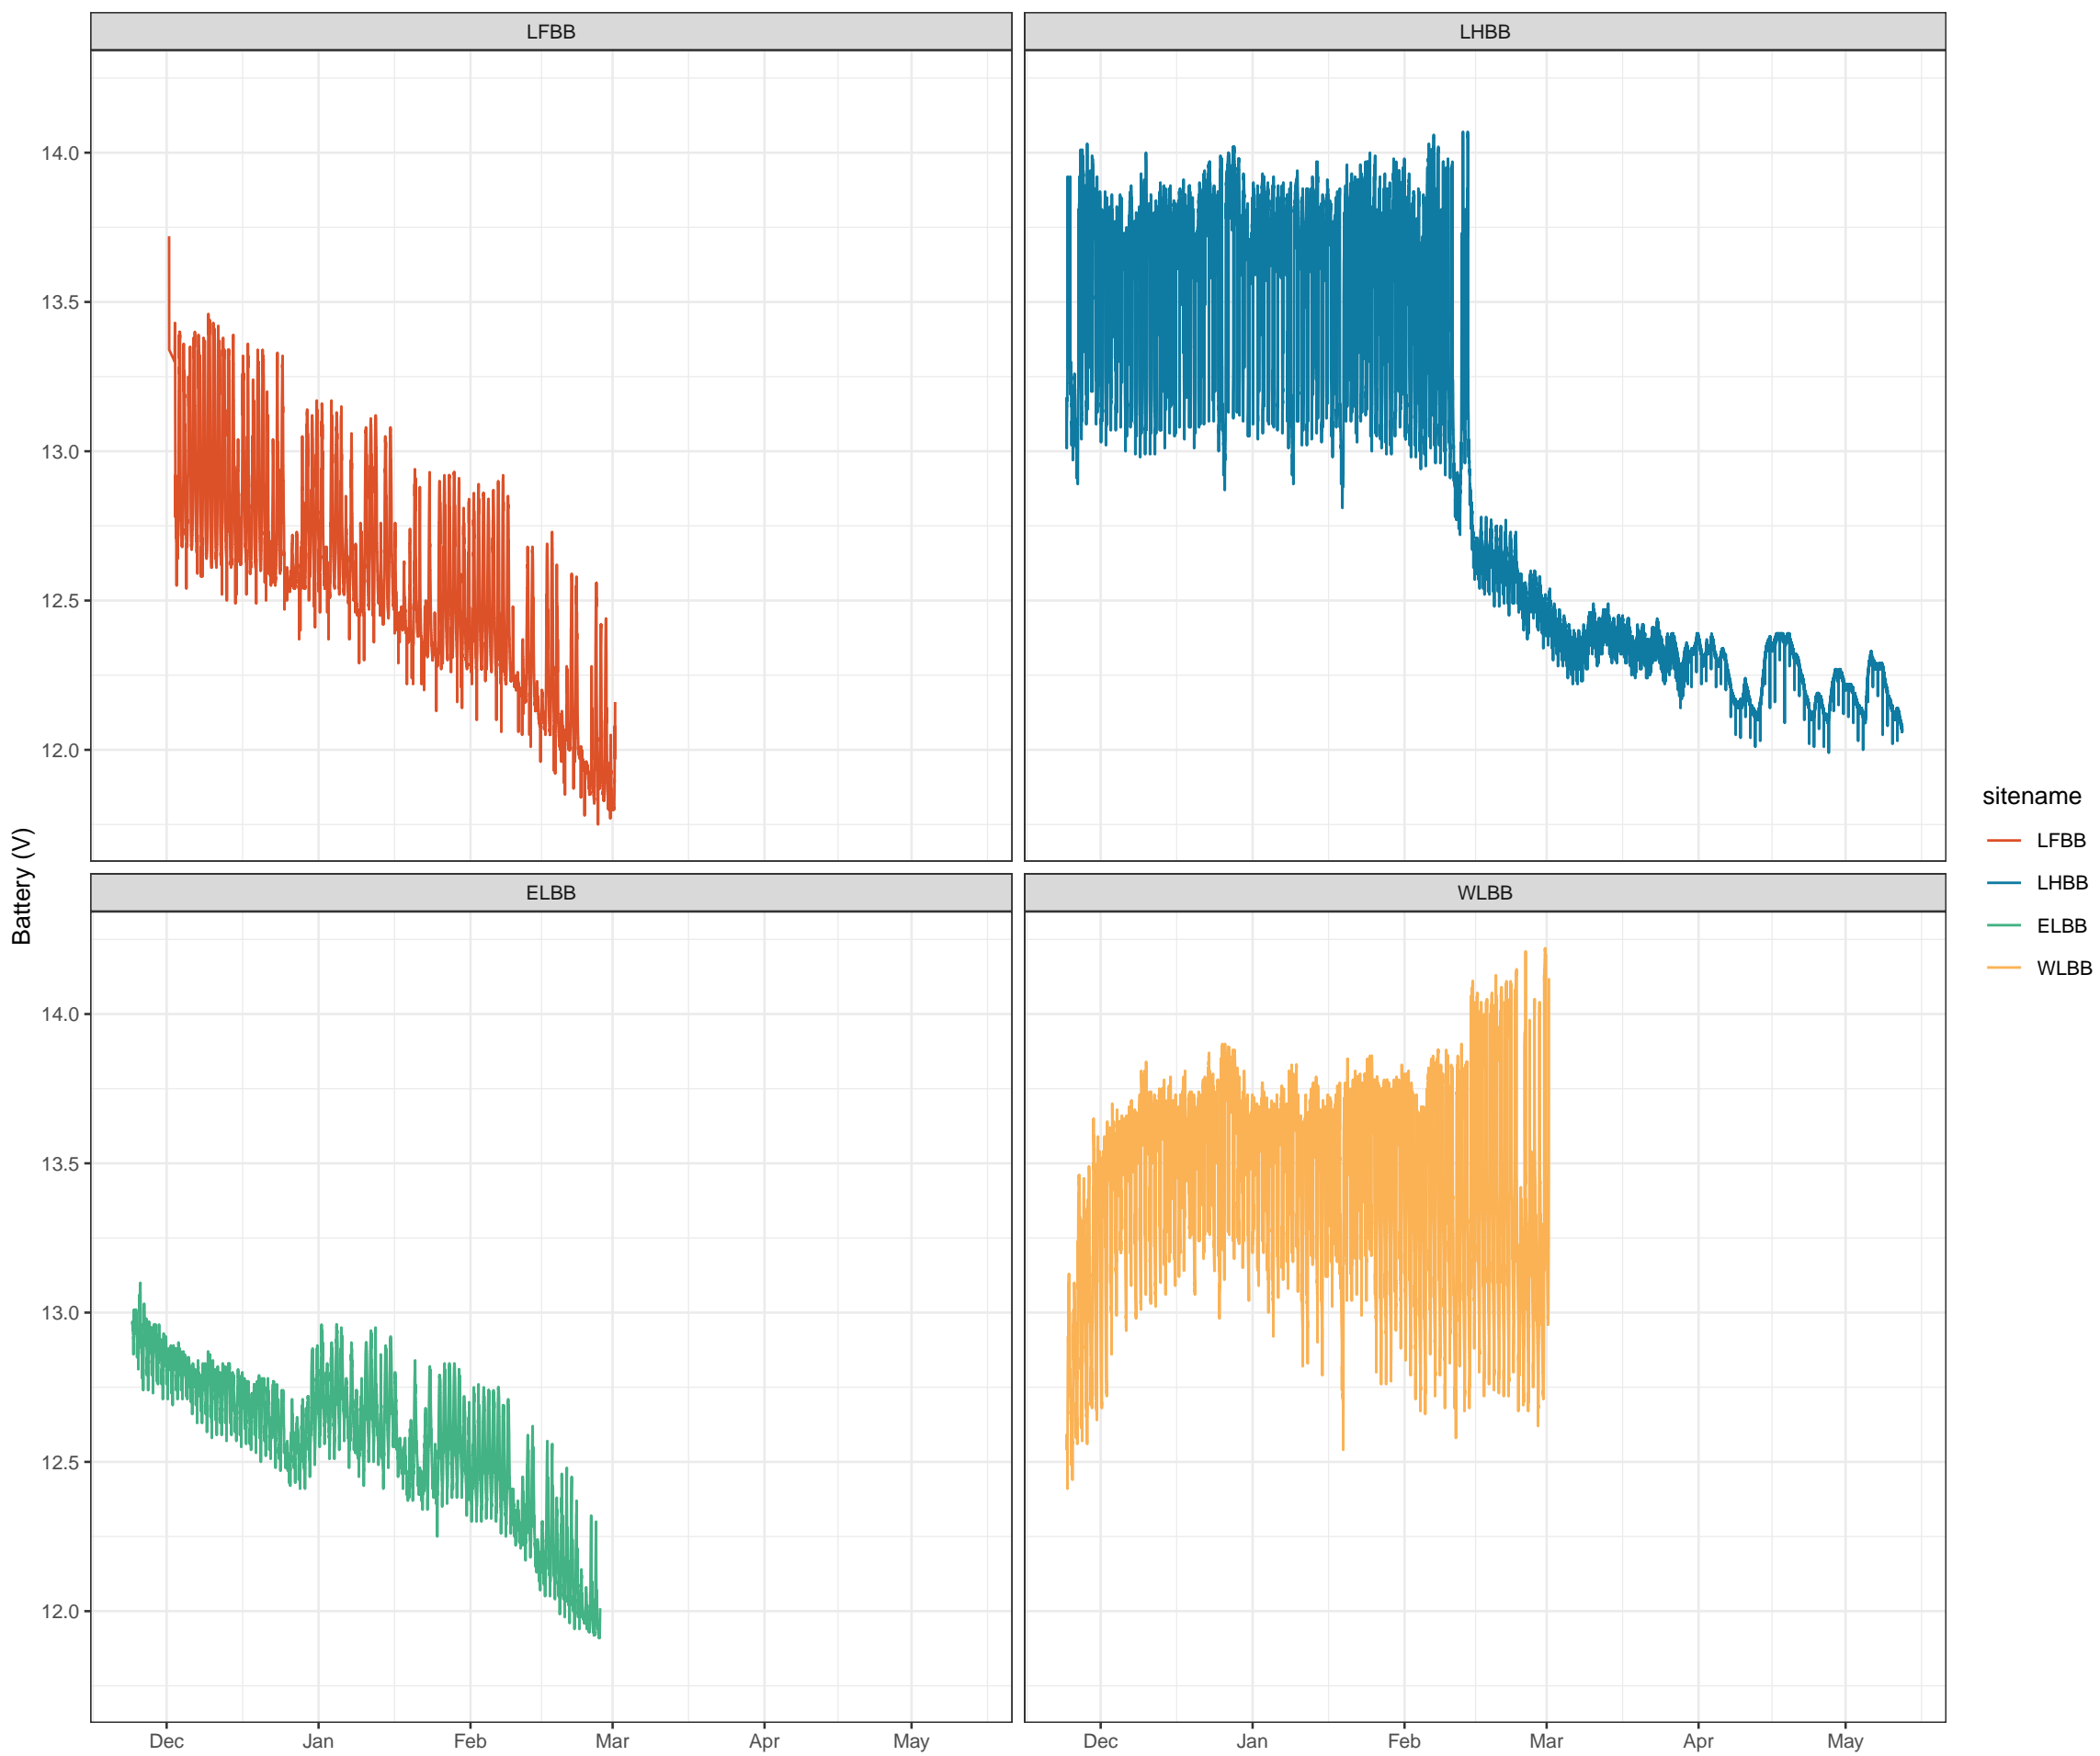 LFBB
LHBB
14.0
13.5
13.0
12.5
12.0
Battery (V)
ELBB
WLBB
14.0
13.5
13.0
12.5
12.0
Dec Jan Feb Mar Apr May
Dec Jan Feb Mar Apr May
sitename
LFBB
LHBB
ELBB
WLBB